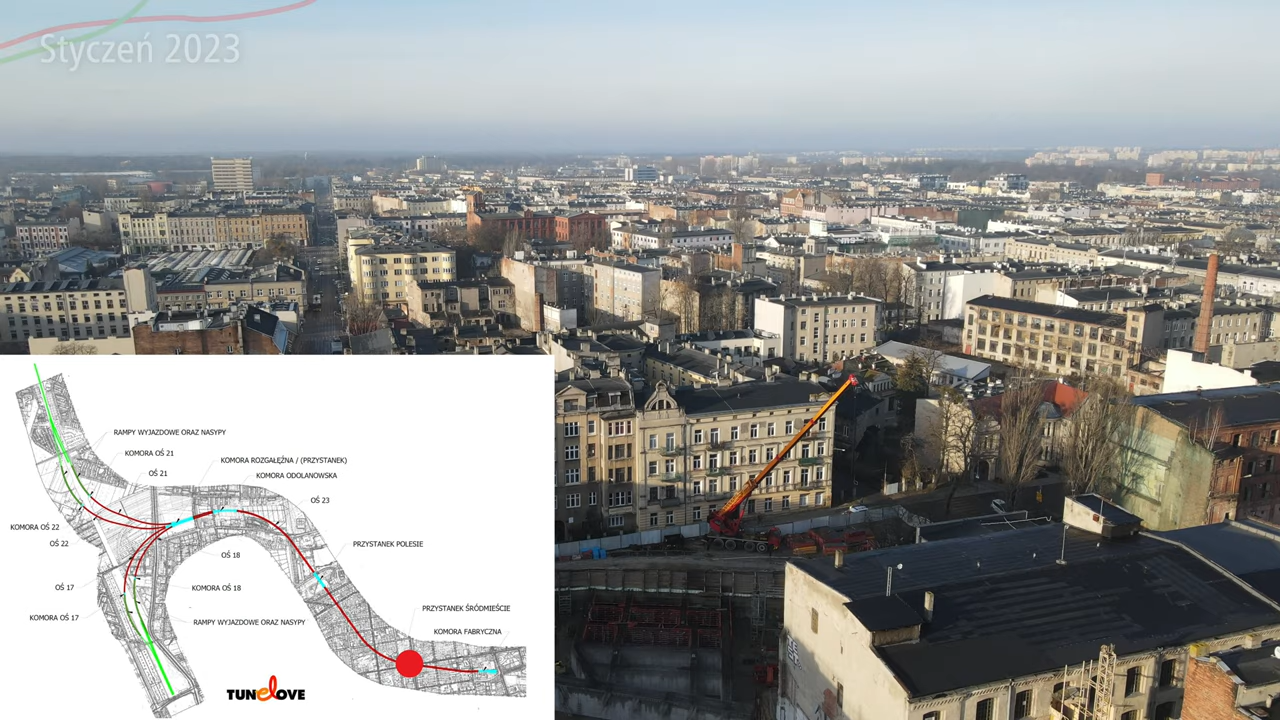 Styczeń 2023
RAMPY WYJAZDOWE ORAZ NASYPY
KOMORA OŚ 21
OŚ 21
KOMORA ROZGAŁĘŹNA / (PRZYSTANEK)
KOMORA ODOLANOWSKA
OŚ 23
KOMORA OŚ 22
OŚ 22
PRZYSTANEK POLESIE
OŚ 18
OŚ 17
KOMORA OŚ 18
KOMORA OŚ 17
RAMPY WYJAZDOWE ORAZ NASYPY
PRZYSTANEK ŚRÓDMIEŚCIE
KOMORA FABRYCZNA
TUNELOVE